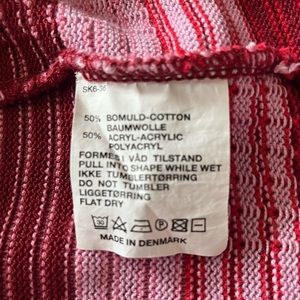 SK6-36
50% BOMULD-COTTON
BAUMWOLLE
50% ACRYL-ACRYLIC
POLYACRYL
FORMES I VÅD TILSTAND
PULL INTO SHAPE WHILE WET
IKKE TUMBLERTØRRING
DO NOT TUMBLER
LIGGETØRRING
FLAT DRY
30
MADE IN DENMARK